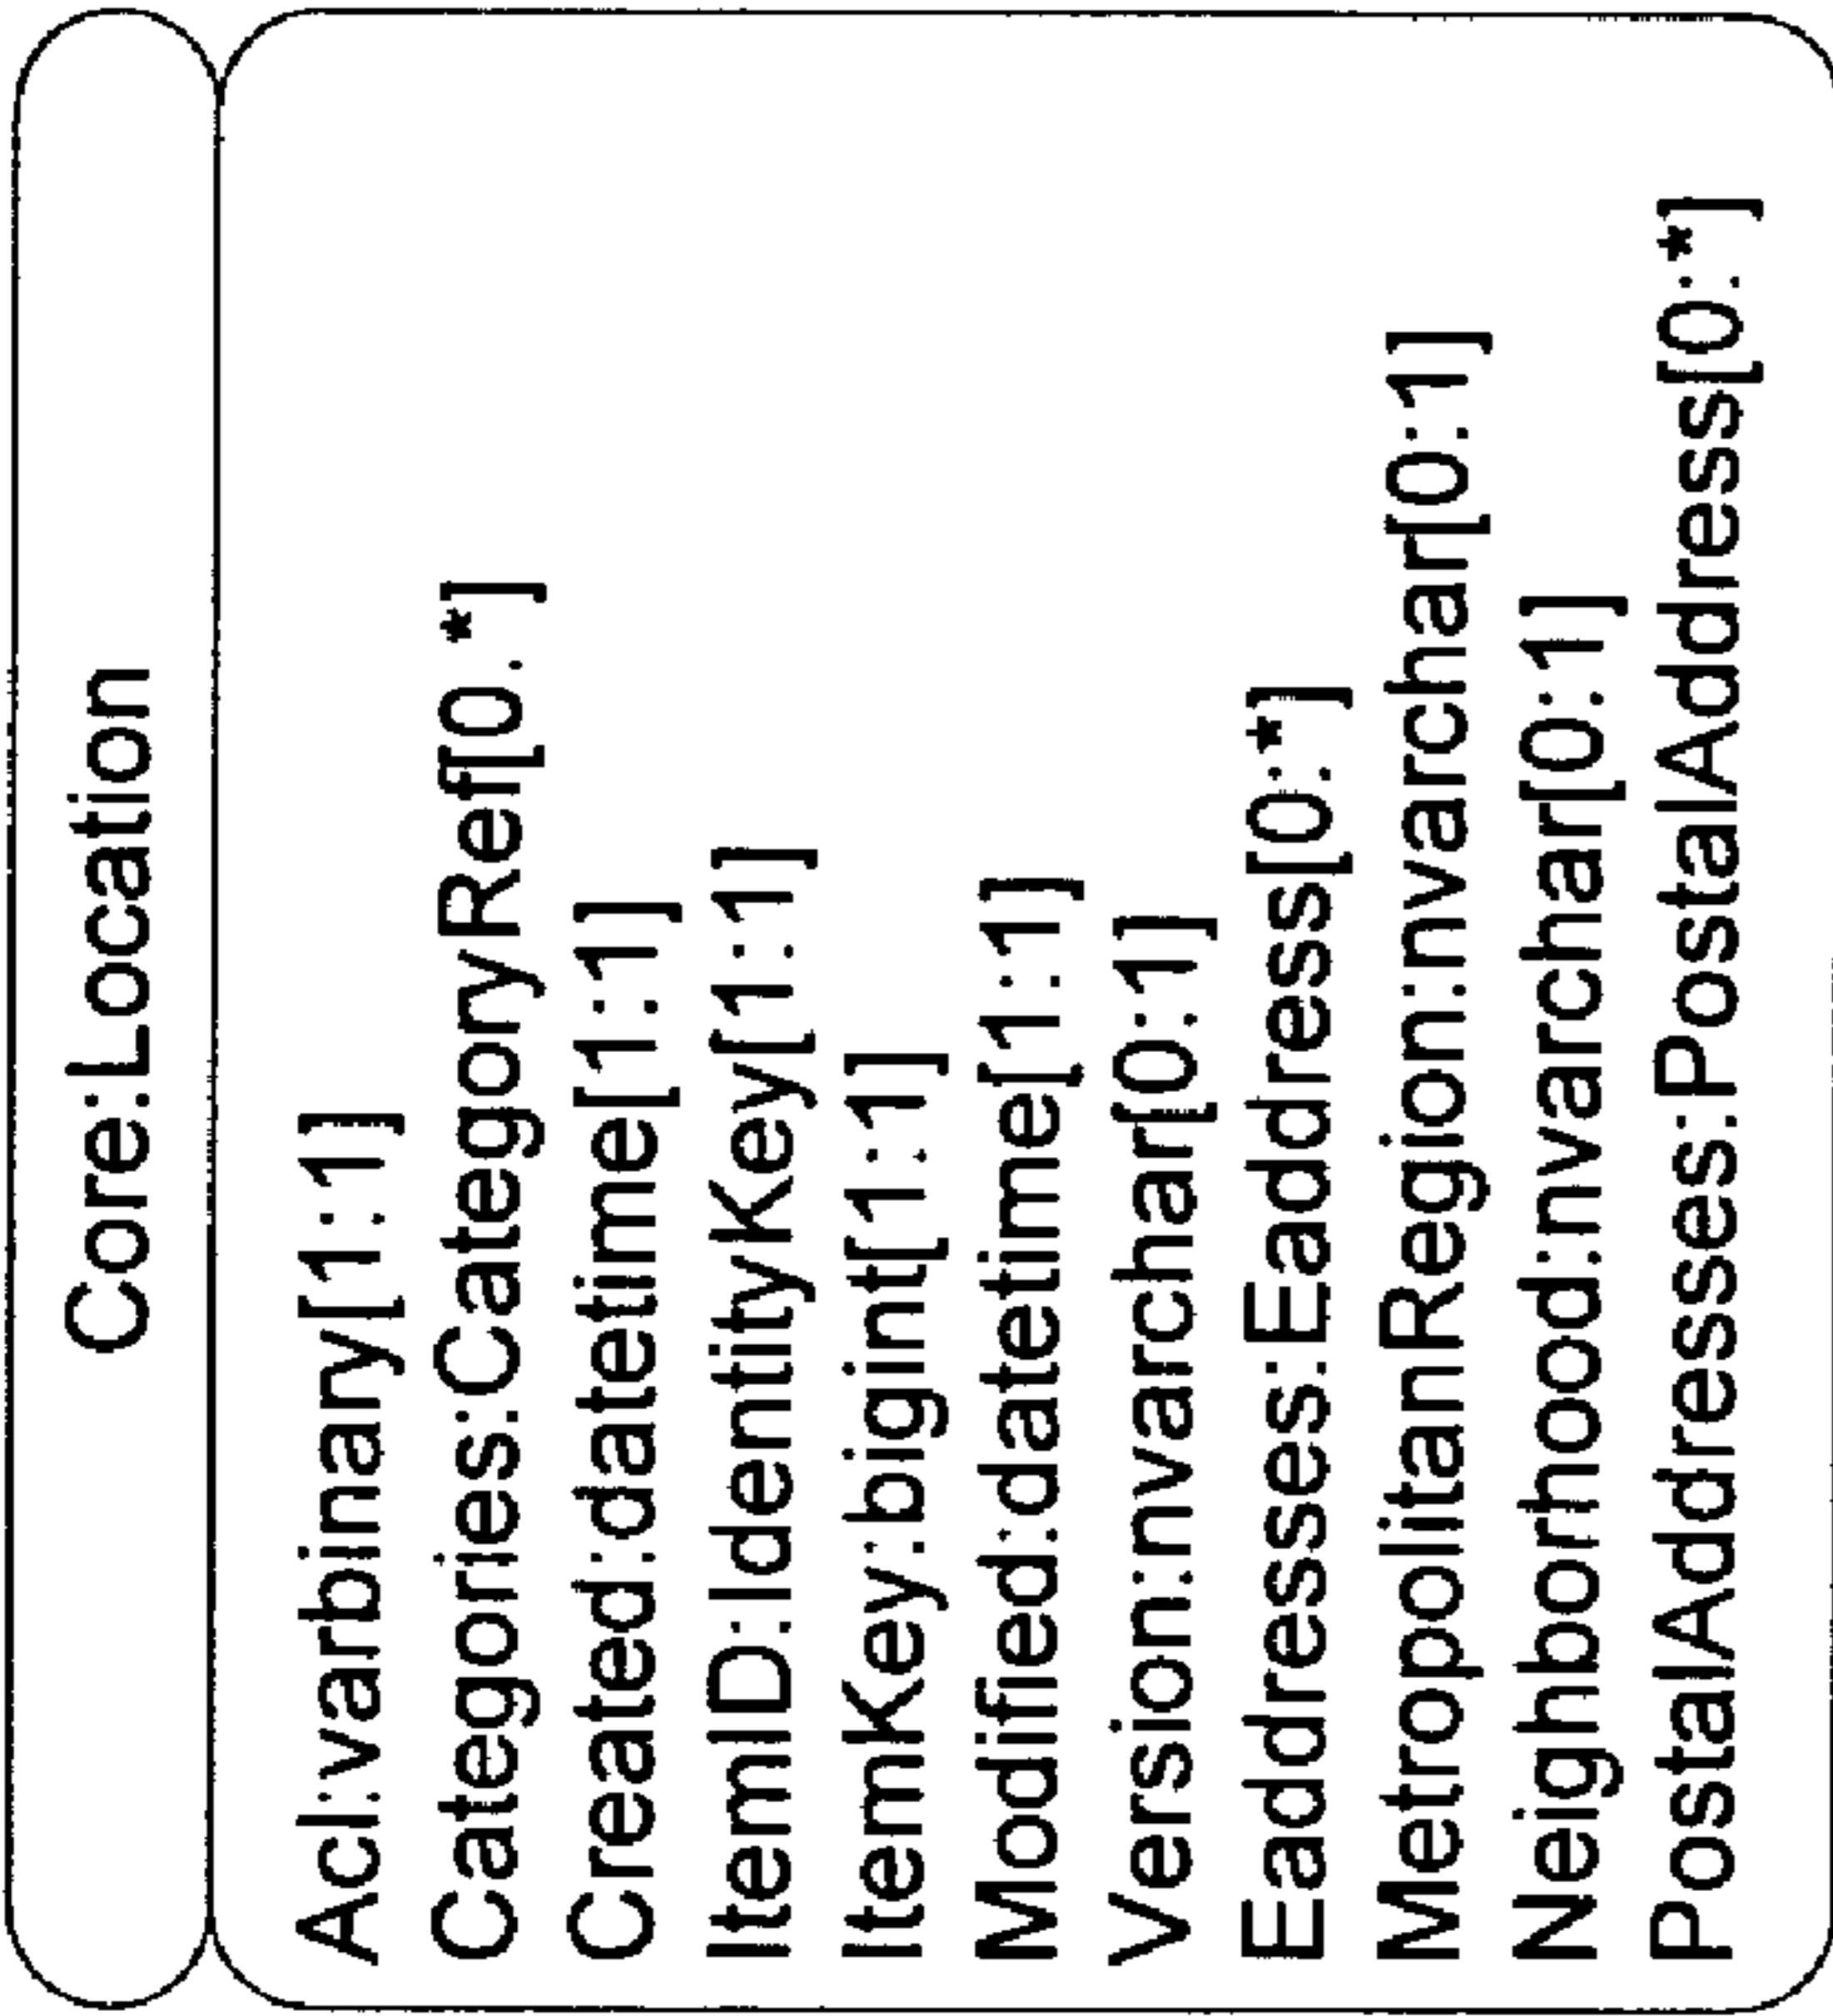 Core:Location
Acl:varbinary[1:1]
Categories:CategoryRef[0.*]
Created:datetime[1:1]
ItemID:IdentityKey[1:1]
ItemKey:bigint[1:1]
Modified:datetime[1:1]
Version:nvarchar[0:1]
Eaddresses:Eaddress[0:*]
MetropolitanRegion:nvarchar[0:1]
Neighborhood:nvarchar[0:1]
PostalAddresses:PostalAddress[0:*]